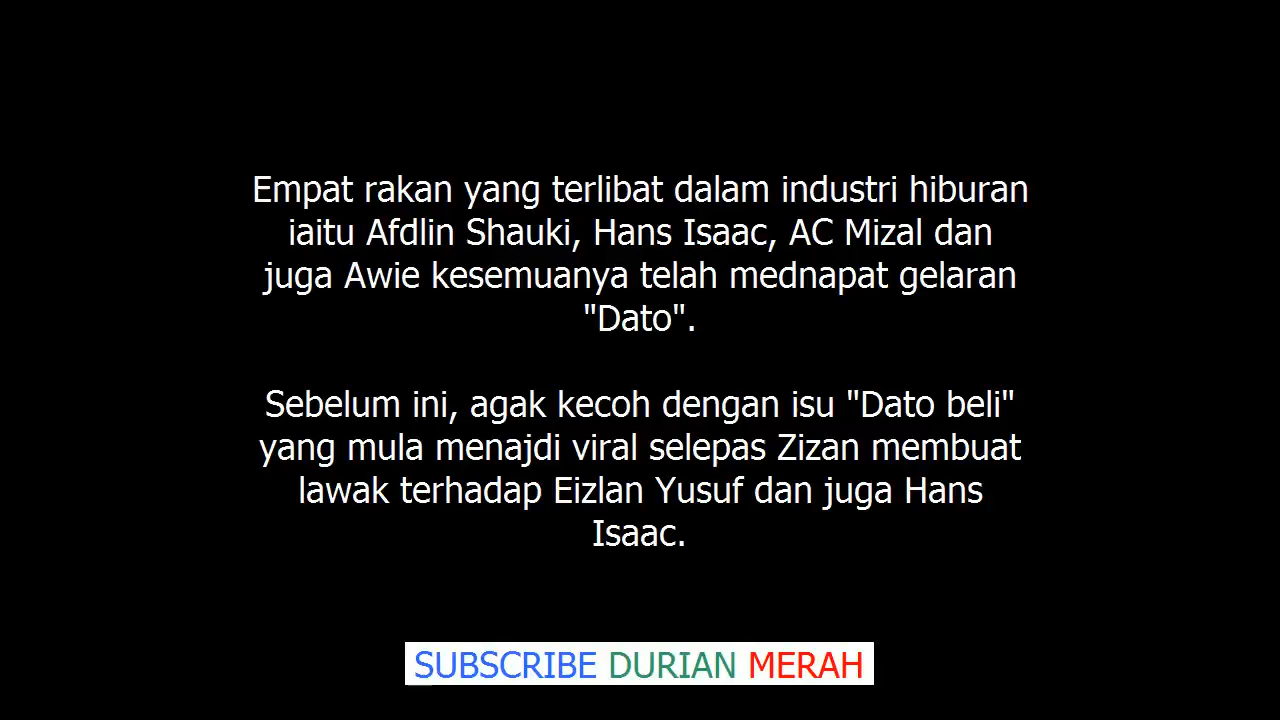 Empat rakan yang terlibat dalam industri hiburan
iaitu Afdlin Shauki, Hans Isaac, AC Mizal dan
juga Awie kesemuanya telah mednapat gelaran
"Dato".
Sebelum ini, agak kecoh dengan isu "Dato beli"
yang mula menajdi viral selepas Zizan membuat
lawak terhadap Eizlan Yusuf dan juga Hans
Isaac.
SUBSCRIBE DURIAN MERAH